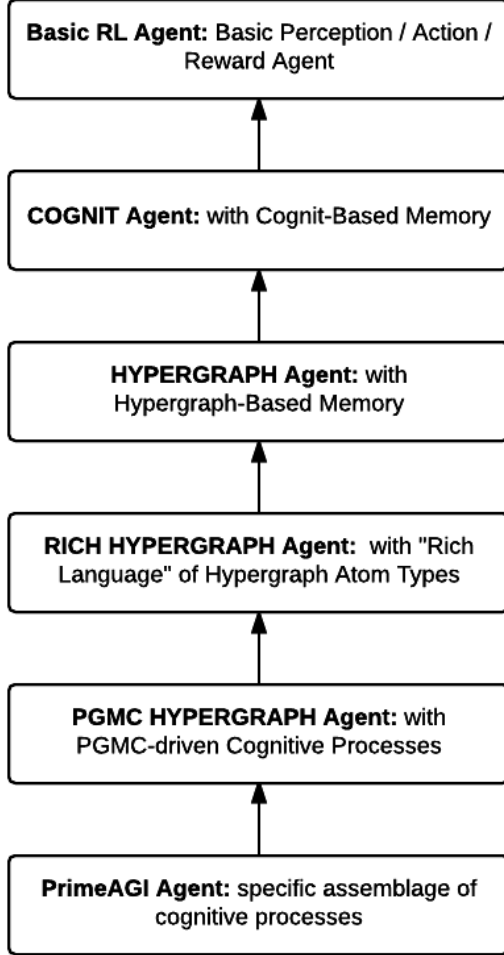 Basic RL Agent: Basic Perception / Action /
Reward Agent
COGNIT Agent: with Cognit-Based Memory
HYPERGRAPH Agent: with
Hypergraph-Based Memory
RICH HYPERGRAPH Agent: with "Rich
Language" of Hypergraph Atom Types
PGMC HYPERGRAPH Agent: with
PGMC-driven Cognitive Processes
PrimeAGI Agent: specific assemblage of
cognitive processes